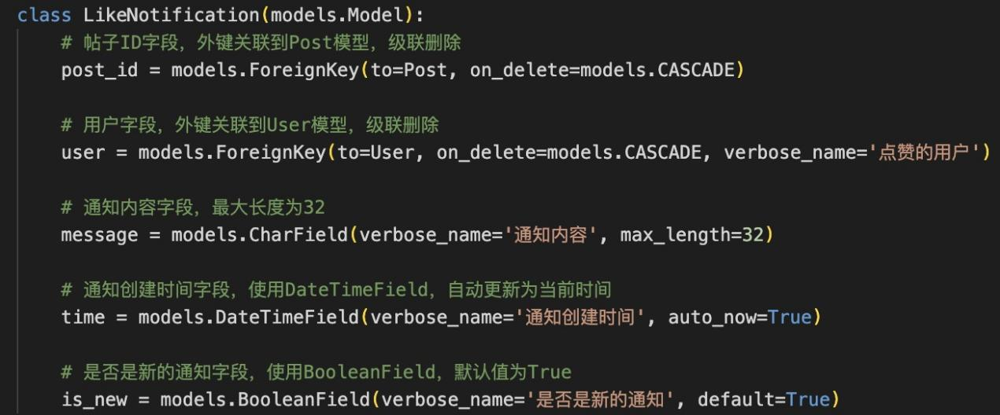 class LikeNotification(models.Model):
# 帖子ID字段，外键关联到Post模型，级联删除
post_id = models.ForeignKey(to=Post, on_delete=models.CASCADE)
# 用户字段，外键关联到User模型，级联删除
user = models.ForeignKey(to=User, on_delete=models.CASCADE, verbose_name='点赞的用户')
# 通知内容字段，最大长度为32
message = models.CharField(verbose_name='通知内容', max_length=32)
# 通知创建时间字段，使用DateTimeField，自动更新为当前时间
time = models.DateTimeField(verbose_name='通知创建时间', auto_now=True)
# 是否是新的通知字段，使用BooleanField，默认值为True
is_new = models.BooleanField(verbose_name='是否是新的通知', default=True)